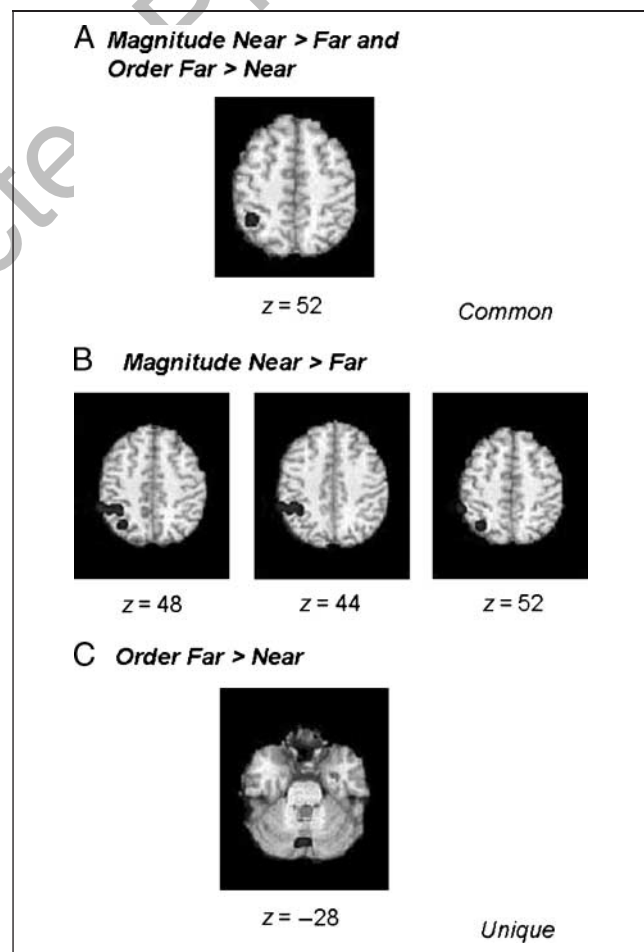 A Magnitude Near > Far and
Order Far > Near
z = 52
Common
B Magnitude Near > Far
z = 48 z = 44 z = 52
C Order Far > Near
z = −28
Unique